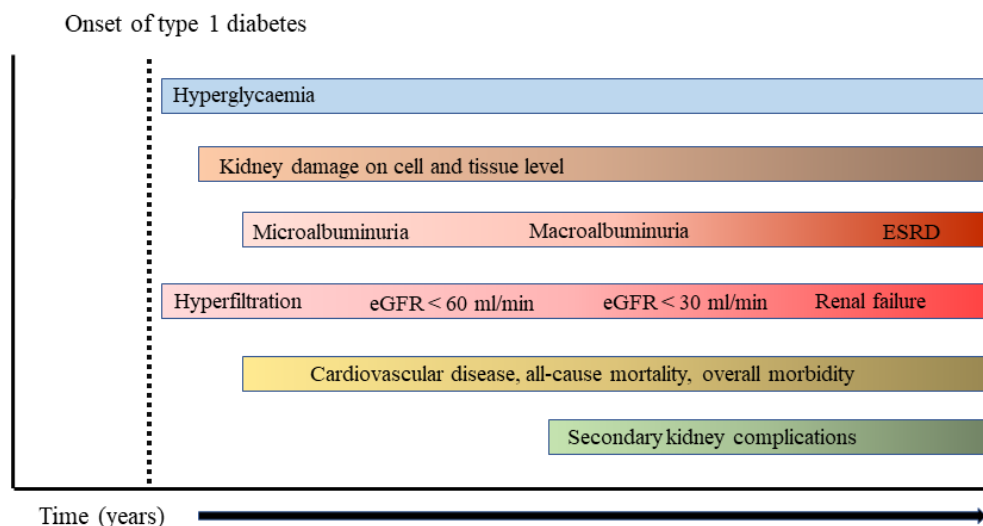 Onset of type 1 diabetes
Hyperglycaemia
Kidney damage on cell and tissue level
Microalbuminuria Macroalbuminuria ESRD
Hyperfiltration eGFR < 60 ml/min eGFR < 30 ml/min Renal failure
Cardiovascular disease, all-cause mortality, overall morbidity
Secondary kidney complications
Time (years)